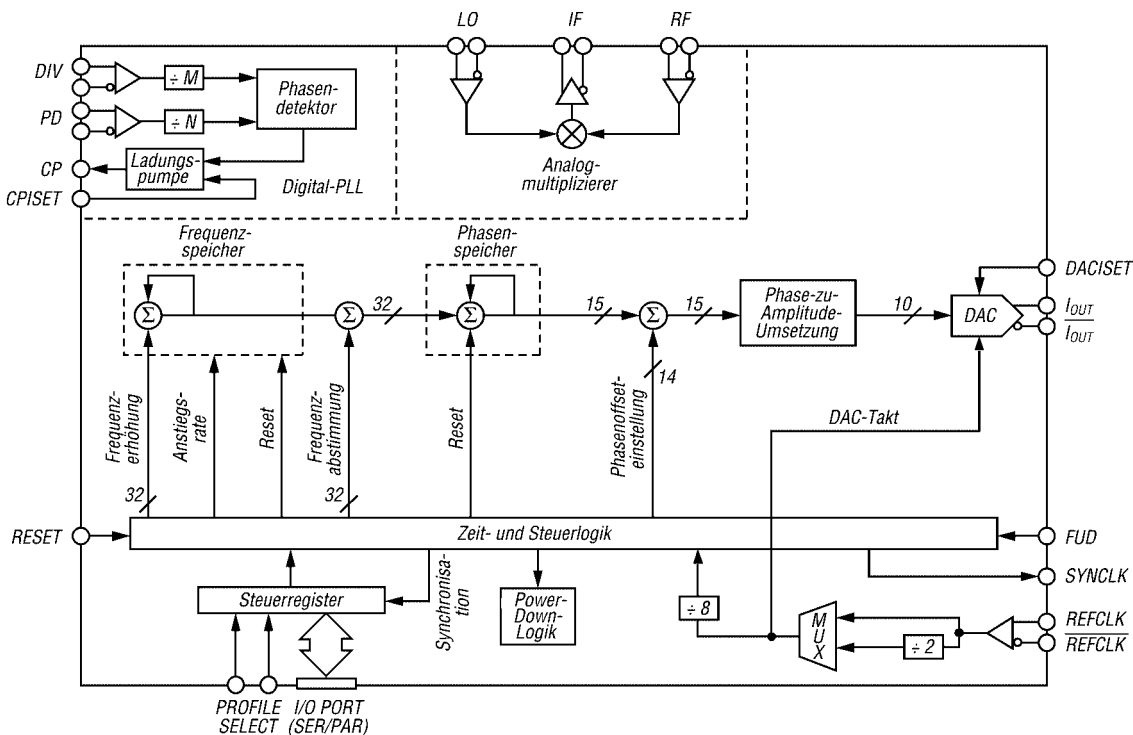 LO
IF
RF
DIV
PD
CP
CPISET
÷ M
÷ N
Phasen-
detektor
Ladungs-
pumpe
Digital-PLL
Analog-
multiplizierer
Frequenz-
speicher
Phasen-
speicher
Σ
Σ
32
Σ
15
Σ
15
Phase-zu-
Amplitude-
Umsetzung
10
DAC
DACISET
IOUT
IOUT
14
Frequenz-
erhöhung
Anstiegs-
rate
Reset
Frequenz-
abstimmung
Reset
Phasenoffset-
einstellung
DAC-Takt
32
32
RESET
Zeit- und Steuerlogik
FUD
SYNCLK
Steuerregister
Synchronisa-
tion
Power-
Down-
Logik
÷ 8
MUX
÷ 2
REFCLK
REFCLK
PROFILE
SELECT
I/O PORT
(SER/PAR)